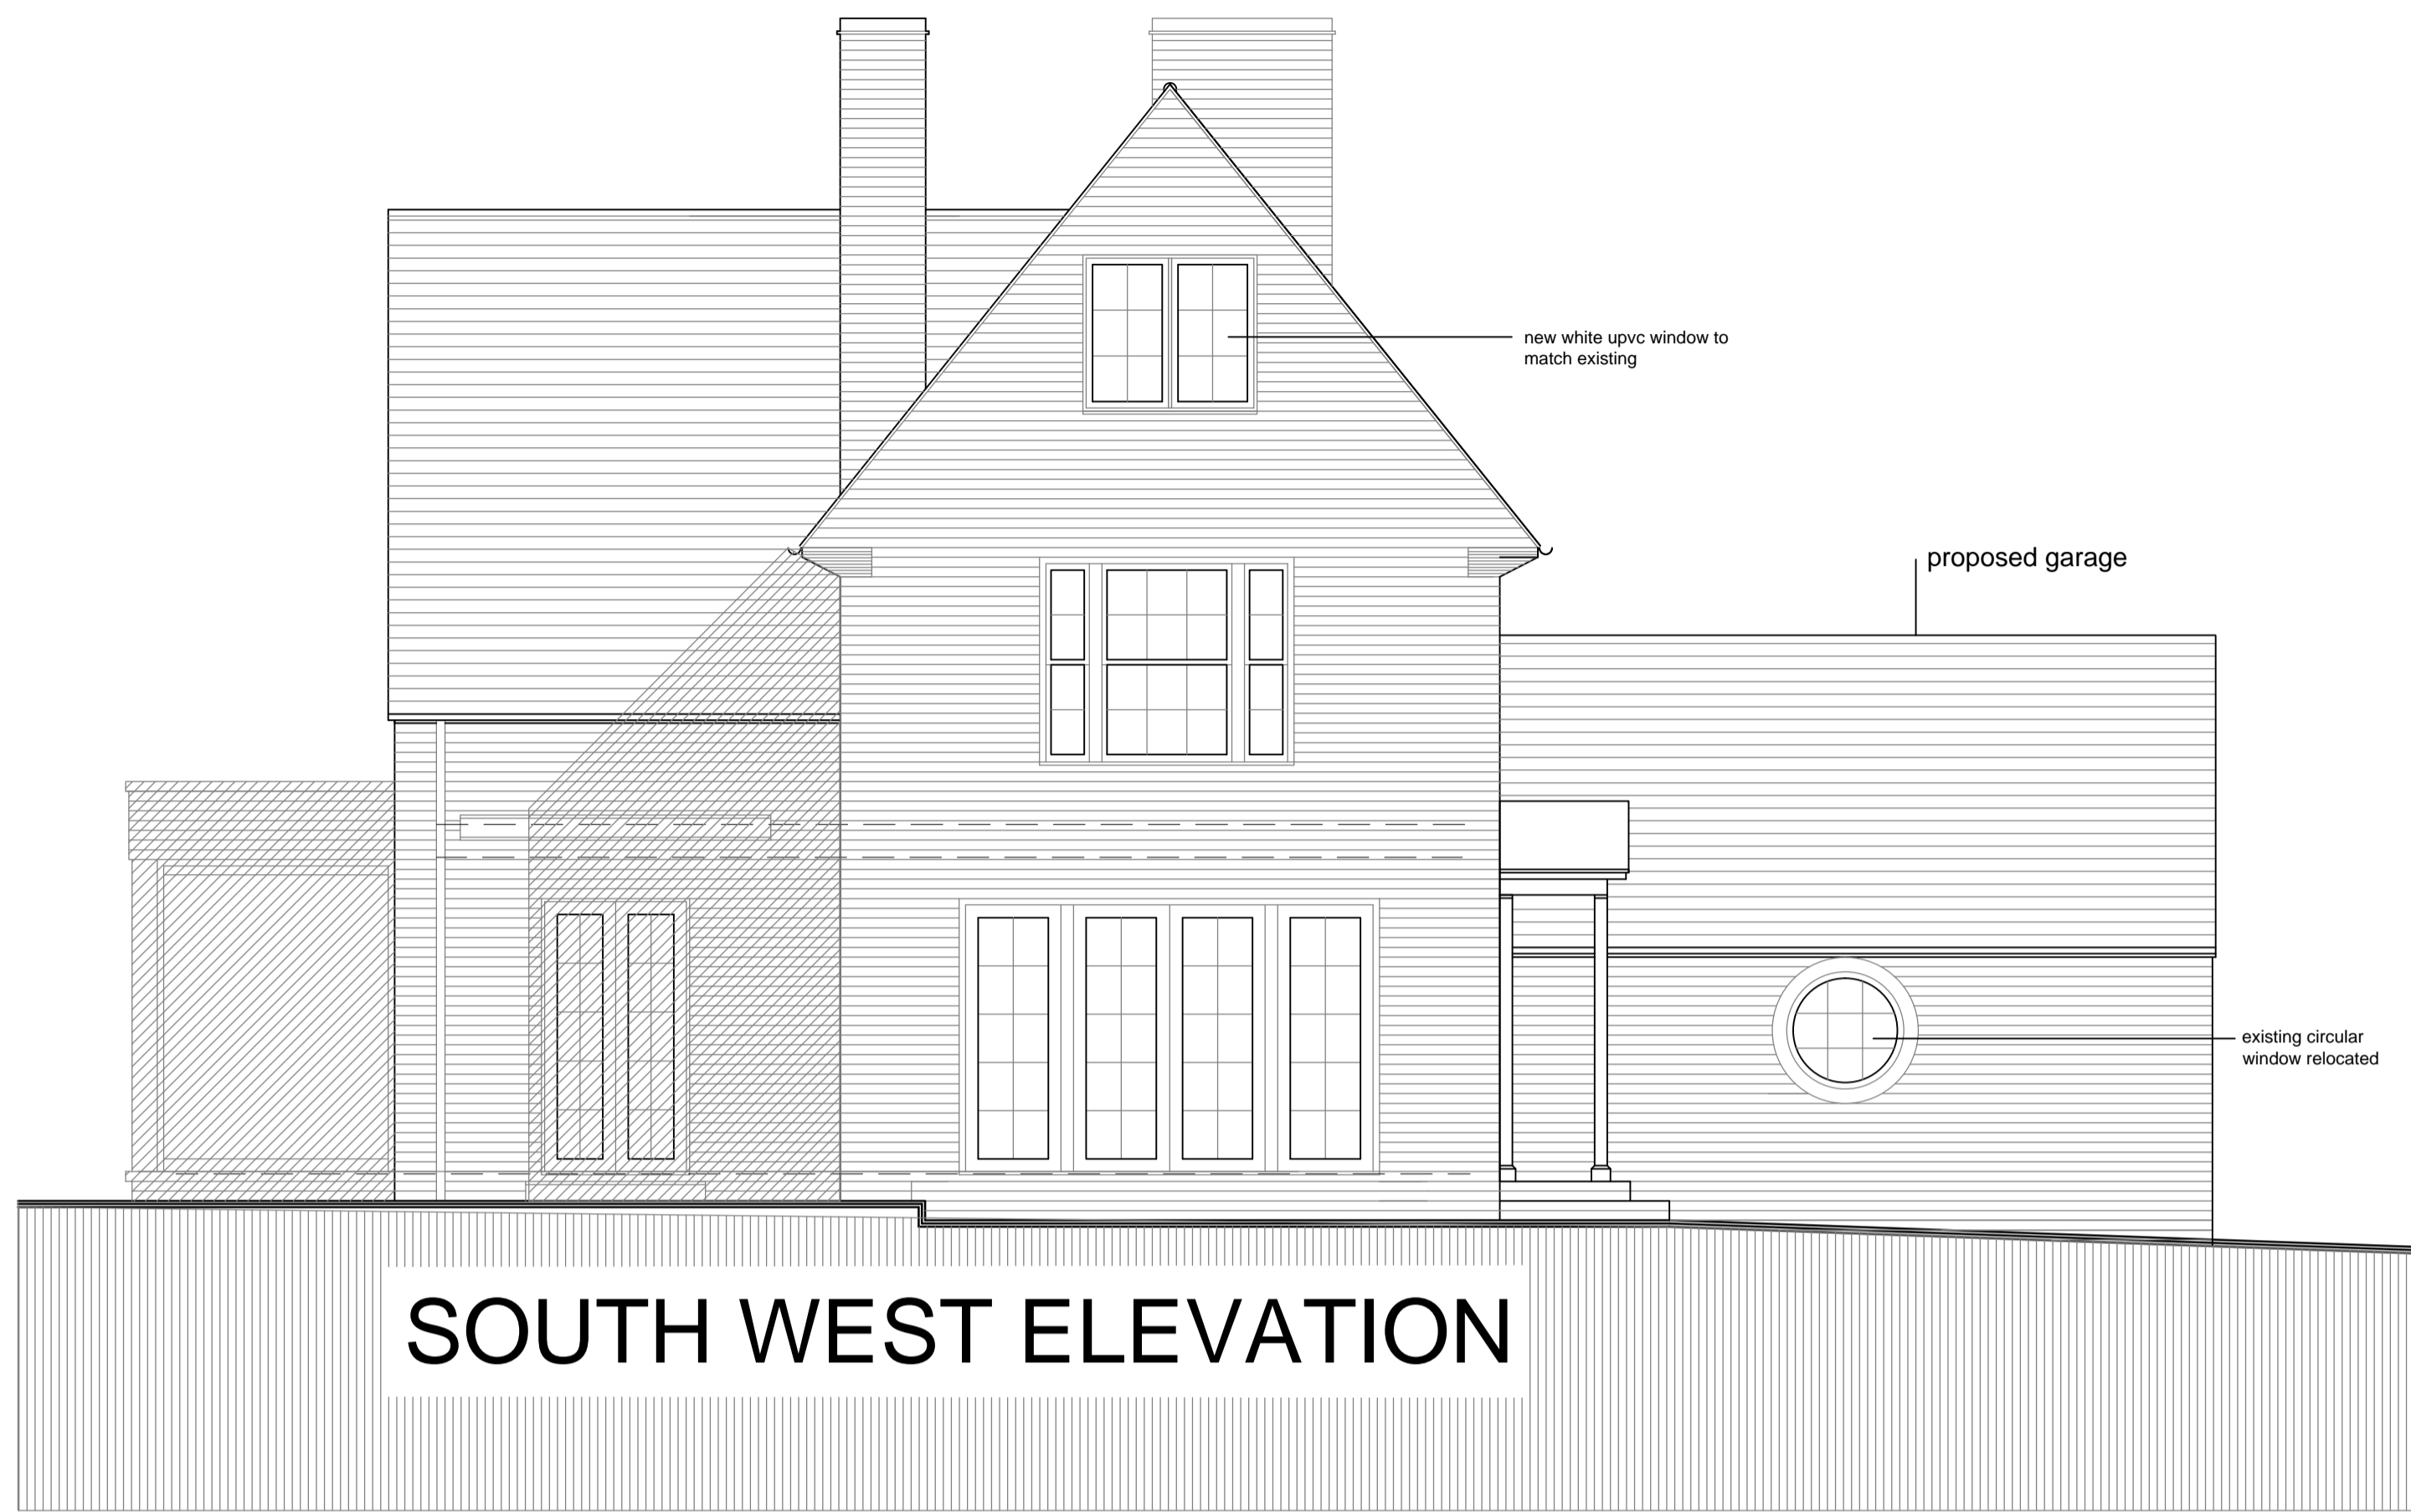 new white upvc window to
match existing
proposed garage
existing circular
window relocated
SOUTH WEST ELEVATION